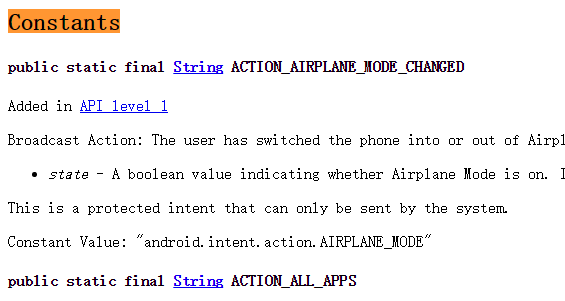 Constants
public static final String ACTION_AIRPLANE_MODE_CHANGED
Added in API level 1
Broadcast Action: The user has switched the phone into or out of
state - A boolean value indicating whether Airplane Mode is on.
This is a protected intent that can only be sent by the system.
Constant Value: "android.intent.action.AIRPLANE_MODE"
public static final String ACTION_ALL_APPS